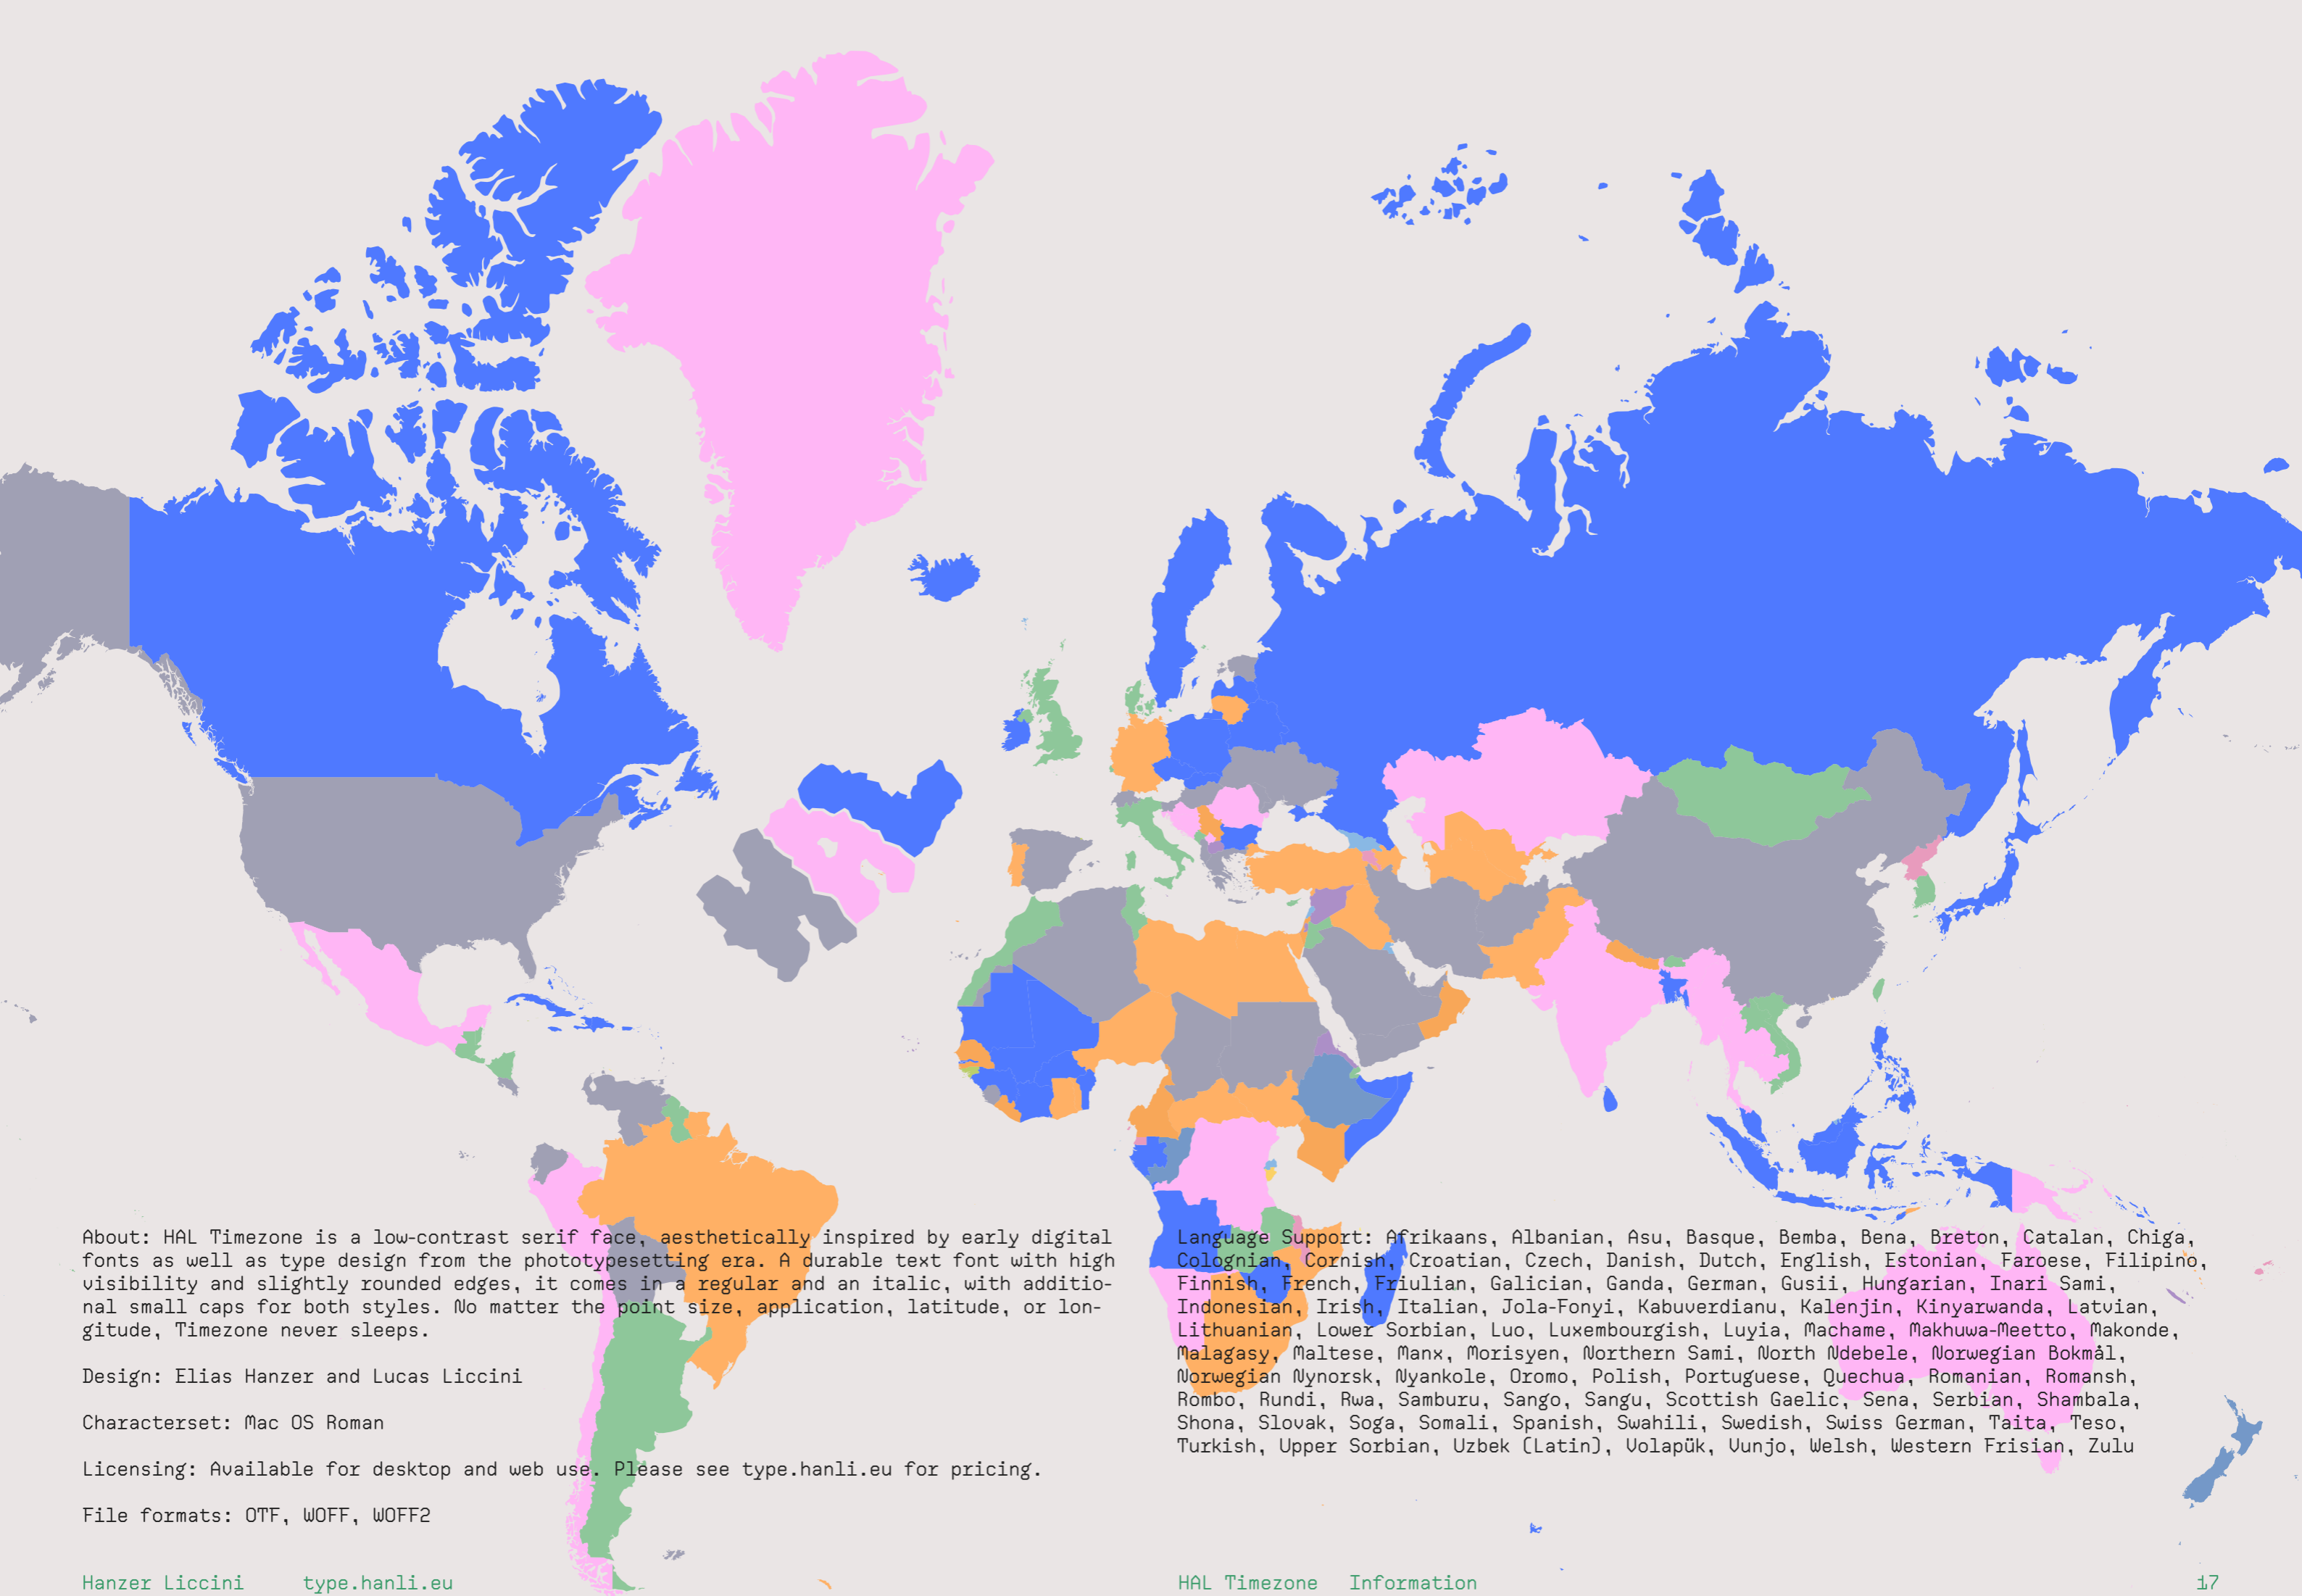 About: HAL Timezone is a low-contrast serif face, aesthetically inspired by early digital
fonts as well as type design from the phototypesetting era. A durable text font with high
visibility and slightly rounded edges, it comes in a regular and an italic, with additio-
nal small caps for both styles. No matter the point size, application, latitude, or lon-
gitude, Timezone never sleeps.
Design: Elias Hanzer and Lucas Liccini
Characterset: Mac OS Roman
Licensing: Available for desktop and web use. Please see type.hanli.eu for pricing.
File formats: OTF, WOFF, WOFF2
Language Support: Afrikaans, Albanian, Asu, Basque, Bemba, Bena, Breton, Catalan, Chiga,
Colognian, Cornish, Croatian, Czech, Danish, Dutch, English, Estonian, Faroese, Filipino,
Finnish, French, Friulian, Galician, Ganda, German, Gusii, Hungarian, Inari Sami,
Indonesian, Irish, Italian, Jola-Fonyi, Kabuverdianu, Kalenjin, Kinyarwanda, Latvian,
Lithuanian, Lower Sorbian, Luo, Luxembourgish, Luyia, Machame, Makhuwa-Meetto, Makonde,
Malagasy, Maltese, Manx, Morisyen, Northern Sami, North Ndebele, Norwegian Bokmål,
Norwegian Nynorsk, Nyankole, Oromo, Polish, Portuguese, Quechua, Romanian, Romansh,
Rombo, Rundi, Rwa, Samburu, Sango, Sangu, Scottish Gaelic, Sena, Serbian, Shambala,
Shona, Slovak, Soga, Somali, Spanish, Swahili, Swedish, Swiss German, Taita, Teso,
Turkish, Upper Sorbian, Uzbek (Latin), Volapük, Vunjo, Welsh, Western Frisian, Zulu
Hanzer Liccini type.hanli.eu HAL Timezone Information 17